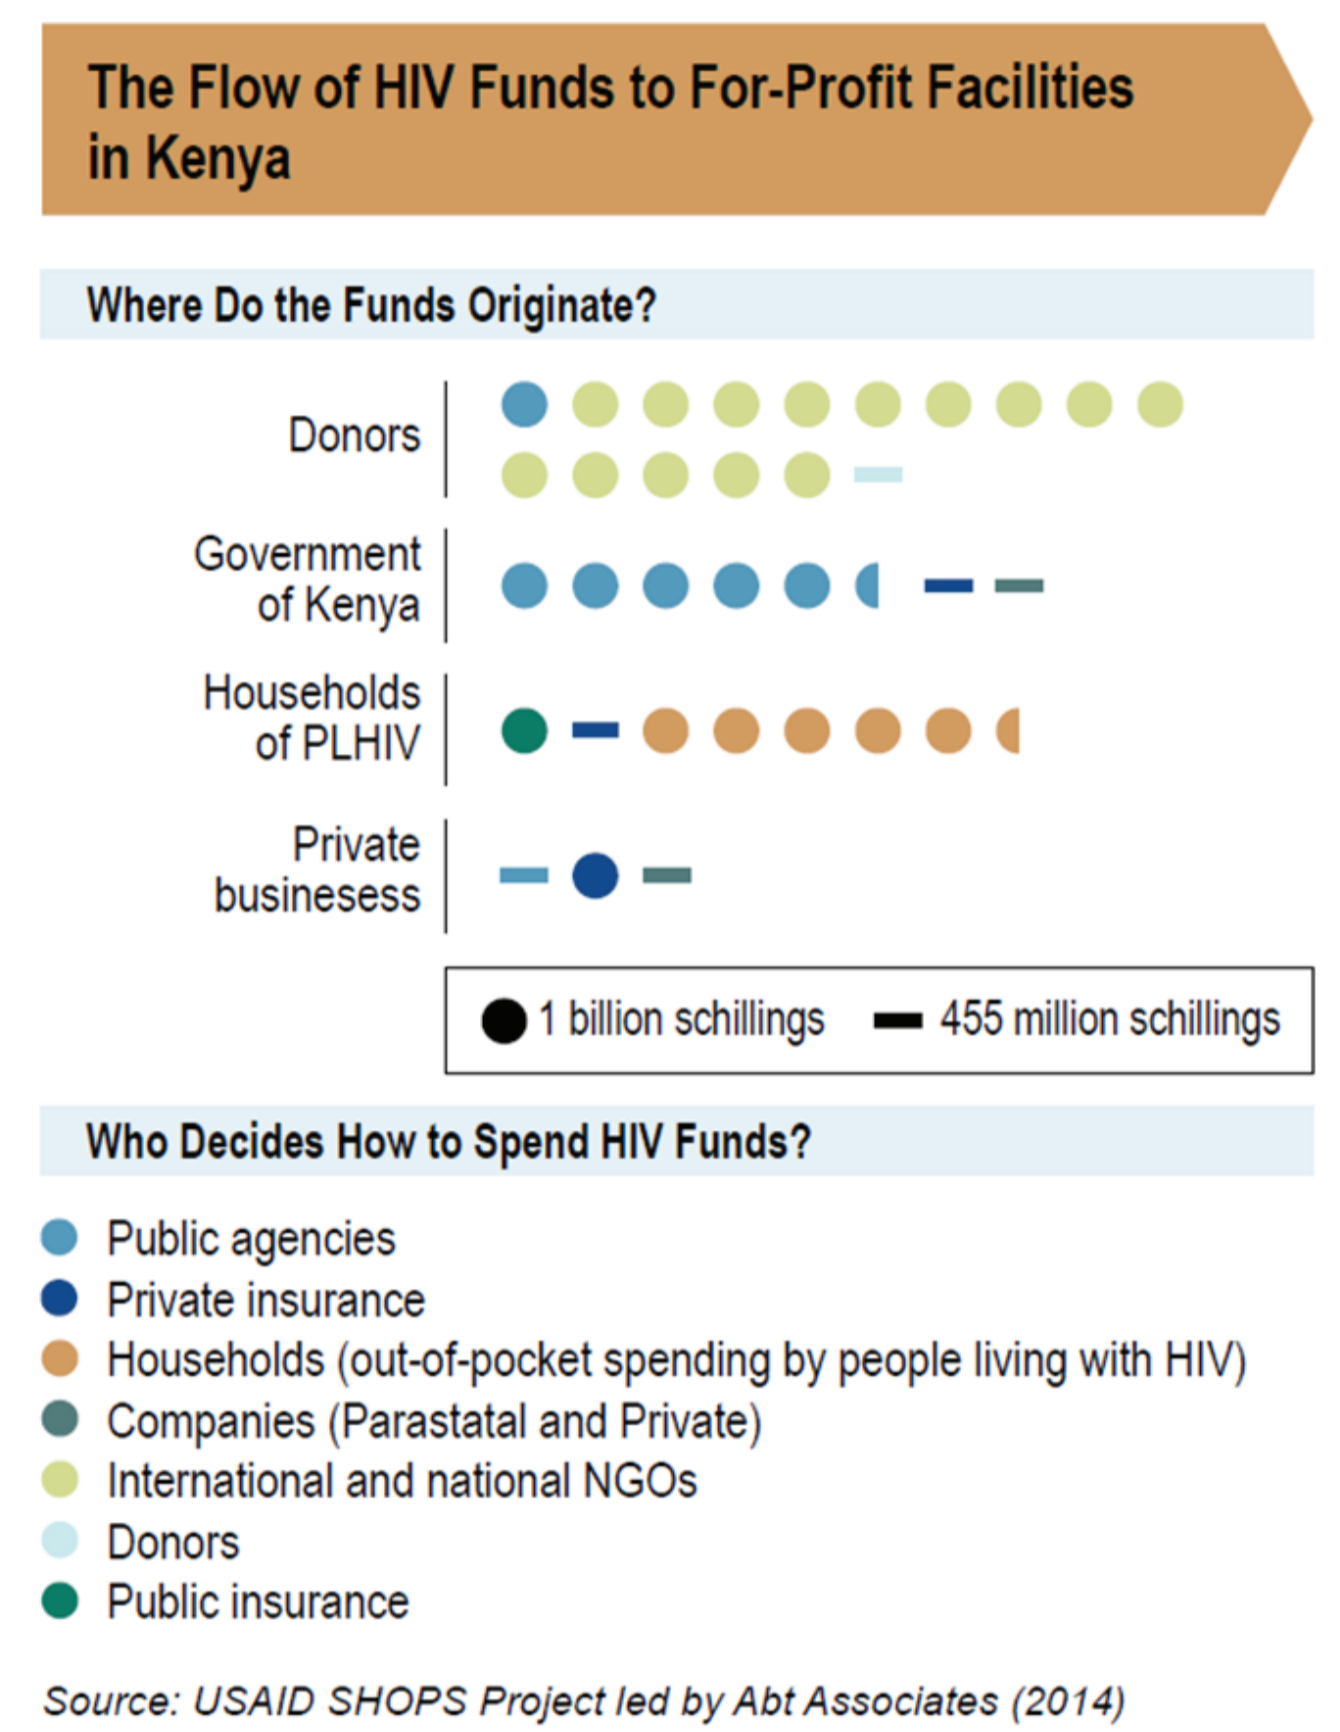 The Flow of HIV Funds to For-Profit Facilities
in Kenya
Where Do the Funds Originate?
Donors
Government
of Kenya
Households
of PLHIV
Private
businesess
1 billion schillings
455 million schillings
Who Decides How to Spend HIV Funds?
Public agencies
Private insurance
Households (out-of-pocket spending by people living with HIV)
Companies (Parastatal and Private)
International and national NGOs
Donors
Public insurance
Source: USAID SHOPS Project led by Abt Associates (2014)